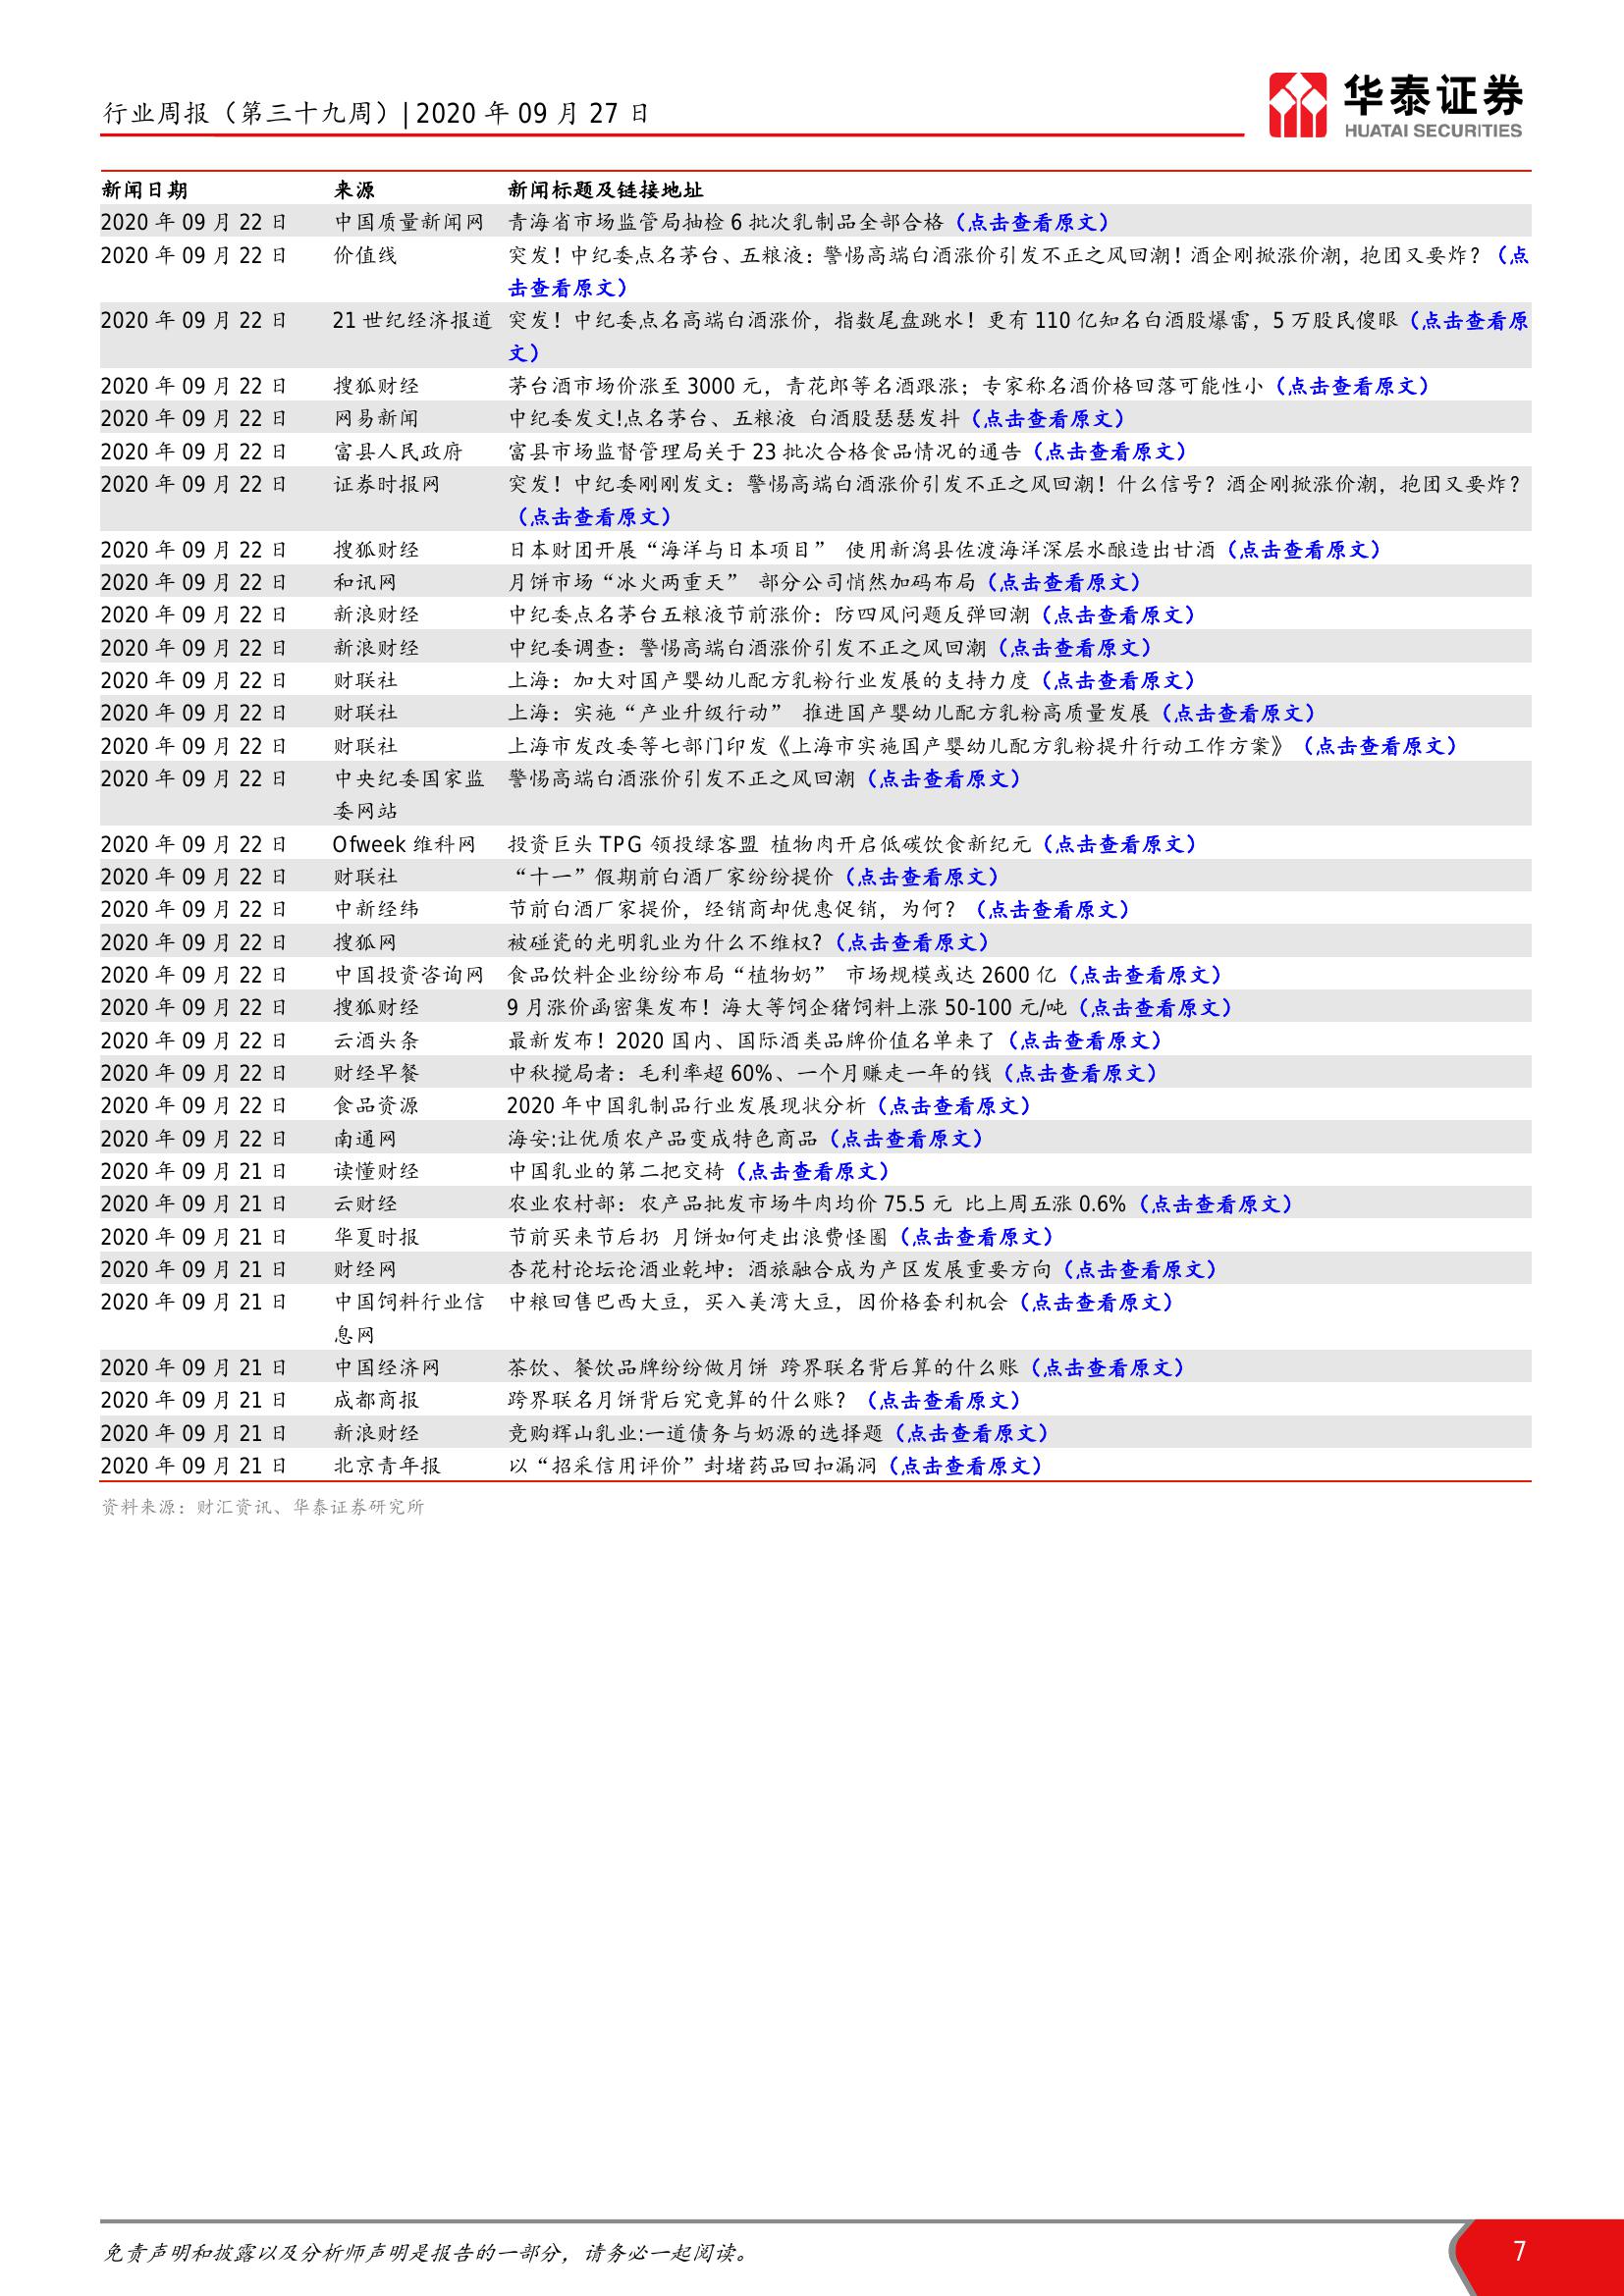 行业周报（第三十九周）| 2020 年 09 月 27 日
华泰证券
HUATAI SECURITIES
新闻日期 来源 新闻标题及链接地址
2020 年 09 月 22 日 中国质量新闻网 青海省市场监管局抽检 6 批次乳制品全部合格（点击查看原文）
2020 年 09 月 22 日 价值线 突发！中纪委点名茅台、五粮液：警惕高端白酒涨价引发不正之风回潮！酒企刚掀涨价潮，抱团又要炸？（点
击查看原文）
2020 年 09 月 22 日 21 世纪经济报道 突发！中纪委点名高端白酒涨价，指数尾盘跳水！更有 110 亿知名白酒股爆雷，5 万股民傻眼（点击查看原
文）
2020 年 09 月 22 日 搜狐财经 茅台酒市场价涨至 3000 元，青花郎等名酒跟涨；专家称名酒价格回落可能性小（点击查看原文）
2020 年 09 月 22 日 网易新闻 中纪委发文!点名茅台、五粮液 白酒股瑟瑟发抖（点击查看原文）
2020 年 09 月 22 日 富县人民政府 富县市场监督管理局关于 23 批次合格食品情况的通告（点击查看原文）
2020 年 09 月 22 日 证券时报网 突发！中纪委刚刚发文：警惕高端白酒涨价引发不正之风回潮！什么信号？酒企刚掀涨价潮，抱团又要炸？
（点击查看原文）
2020 年 09 月 22 日 搜狐财经 日本财团开展“海洋与日本项目” 使用新潟县佐渡海洋深层水酿造出甘酒（点击查看原文）
2020 年 09 月 22 日 和讯网 月饼市场“冰火两重天” 部分公司悄然加码布局（点击查看原文）
2020 年 09 月 22 日 新浪财经 中纪委点名茅台五粮液节前涨价：防四风问题反弹回潮（点击查看原文）
2020 年 09 月 22 日 新浪财经 中纪委调查：警惕高端白酒涨价引发不正之风回潮（点击查看原文）
2020 年 09 月 22 日 财联社 上海：加大对国产婴幼儿配方乳粉行业发展的支持力度（点击查看原文）
2020 年 09 月 22 日 财联社 上海：实施“产业升级行动” 推进国产婴幼儿配方乳粉高质量发展（点击查看原文）
2020 年 09 月 22 日 财联社 上海市发改委等七部门印发《上海市实施国产婴幼儿配方乳粉提升行动工作方案》（点击查看原文）
2020 年 09 月 22 日 中央纪委国家监 警惕高端白酒涨价引发不正之风回潮（点击查看原文）
委网站
2020 年 09 月 22 日 Ofweek 维科网 投资巨头 TPG 领投绿客盟 植物肉开启低碳饮食新纪元（点击查看原文）
2020 年 09 月 22 日 财联社 “十一”假期前白酒厂家纷纷提价（点击查看原文）
2020 年 09 月 22 日 中新经纬 节前白酒厂家提价，经销商却优惠促销，为何？（点击查看原文）
2020 年 09 月 22 日 搜狐网 被碰瓷的光明乳业为什么不维权？（点击查看原文）
2020 年 09 月 22 日 中国投资咨询网 食品饮料企业纷纷布局“植物奶” 市场规模或达 2600 亿（点击查看原文）
2020 年 09 月 22 日 搜狐财经 9 月涨价函密集发布！海大等饲企猪饲料上涨 50-100 元/吨（点击查看原文）
2020 年 09 月 22 日 云酒头条 最新发布！2020 国内、国际酒类品牌价值名单来了（点击查看原文）
2020 年 09 月 22 日 财经早餐 中秋搅局者：毛利率超 60%、一个月赚走一年的钱（点击查看原文）
2020 年 09 月 22 日 食品资源 2020 年中国乳制品行业发展现状分析（点击查看原文）
2020 年 09 月 22 日 南通网 海安:让优质农产品变成特色商品（点击查看原文）
2020 年 09 月 21 日 读懂财经 中国乳业的第二把交椅（点击查看原文）
2020 年 09 月 21 日 云财经 农业农村部：农产品批发市场牛肉均价 75.5 元 比上周五涨 0.6%（点击查看原文）
2020 年 09 月 21 日 华夏时报 节前买来节后扔 月饼如何走出浪费怪圈（点击查看原文）
2020 年 09 月 21 日 财经网 杏花村论坛论酒业乾坤：酒旅融合成为产区发展重要方向（点击查看原文）
2020 年 09 月 21 日 中国饲料行业信 中粮回售巴西大豆，买入美湾大豆，因价格套利机会（点击查看原文）
息网
2020 年 09 月 21 日 中国经济网 茶饮、餐饮品牌纷纷做月饼 跨界联名背后算的什么账（点击查看原文）
2020 年 09 月 21 日 成都商报 跨界联名月饼背后究竟算的什么账？（点击查看原文）
2020 年 09 月 21 日 新浪财经 竞购辉山乳业:一道债务与奶源的选择题（点击查看原文）
2020 年 09 月 21 日 北京青年报 以“招采信用评价”封堵药品回扣漏洞（点击查看原文）
资料来源：财汇资讯、华泰证券研究所
免责声明和披露以及分析师声明是报告的一部分，请务必一起阅读。
7